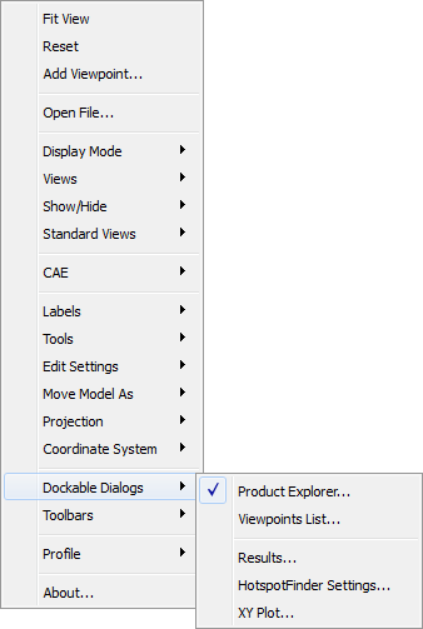 Fit View
Reset
Add Viewpoint...
Open File...
Display Mode
Views
Show/Hide
Standard Views
CAE
Labels
Tools
Edit Settings
Move Model As
Projection
Coordinate System
Dockable Dialogs
Toolbars
Profile
About...
Product Explorer...
Viewpoints List...
Results...
HotspotFinder Settings...
XY Plot...